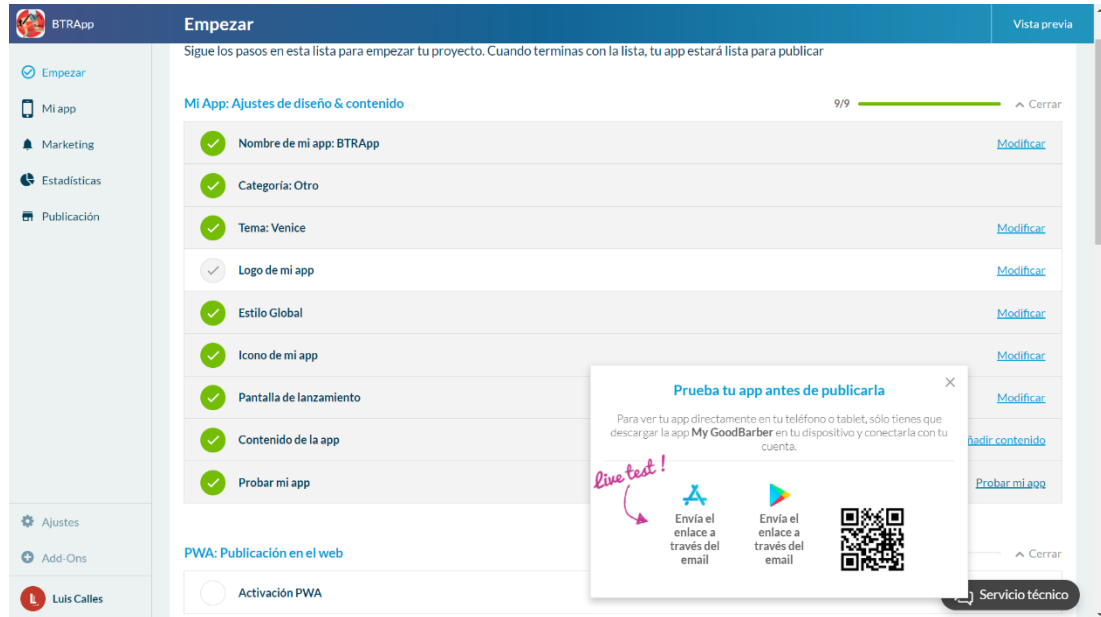 BTRApp
Empezar
Vista previa
Sigue los pasos en esta lista para empezar tu proyecto. Cuando terminas con la lista, tu app estará lista para publicar
Empezar
Mi app
Marketing
Estadísticas
Publicación
Ajustes
Add-Ons
L
Luis Calles
Mi App: Ajustes de diseño & contenido
9/9
Cerrar
Nombre de mi app: BTRApp
Modificar
Categoría: Otro
Tema: Venice
Modificar
Logo de mi app
Modificar
Estilo Global
Modificar
Icono de mi app
Modificar
Pantalla de lanzamiento
Modificar
Contenido de la app
contenido
Probar mi app
Probar mi app
PWA: Publicación en el web
Cerrar
Activación PWA
Prueba tu app antes de publicarla
Para ver tu app directamente en tu teléfono o tablet, sólo tienes que
descargar la app My GoodBarber en tu dispositivo y conectarla con tu
cuenta.
live test !
Envía el
enlace a
través del
email
Envía el
enlace a
través del
email
Servicio técnico